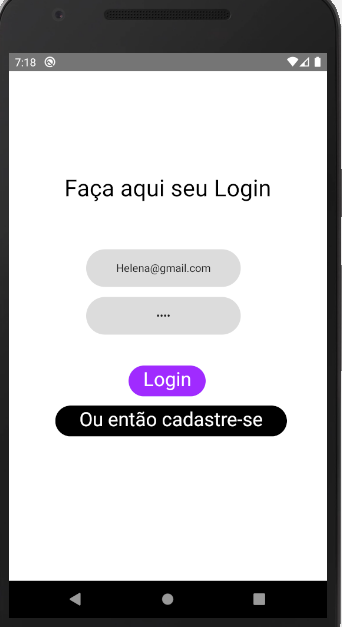 7:18
Faça aqui seu Login
Helena@gmail.com
••••
Login
Ou então cadastre-se